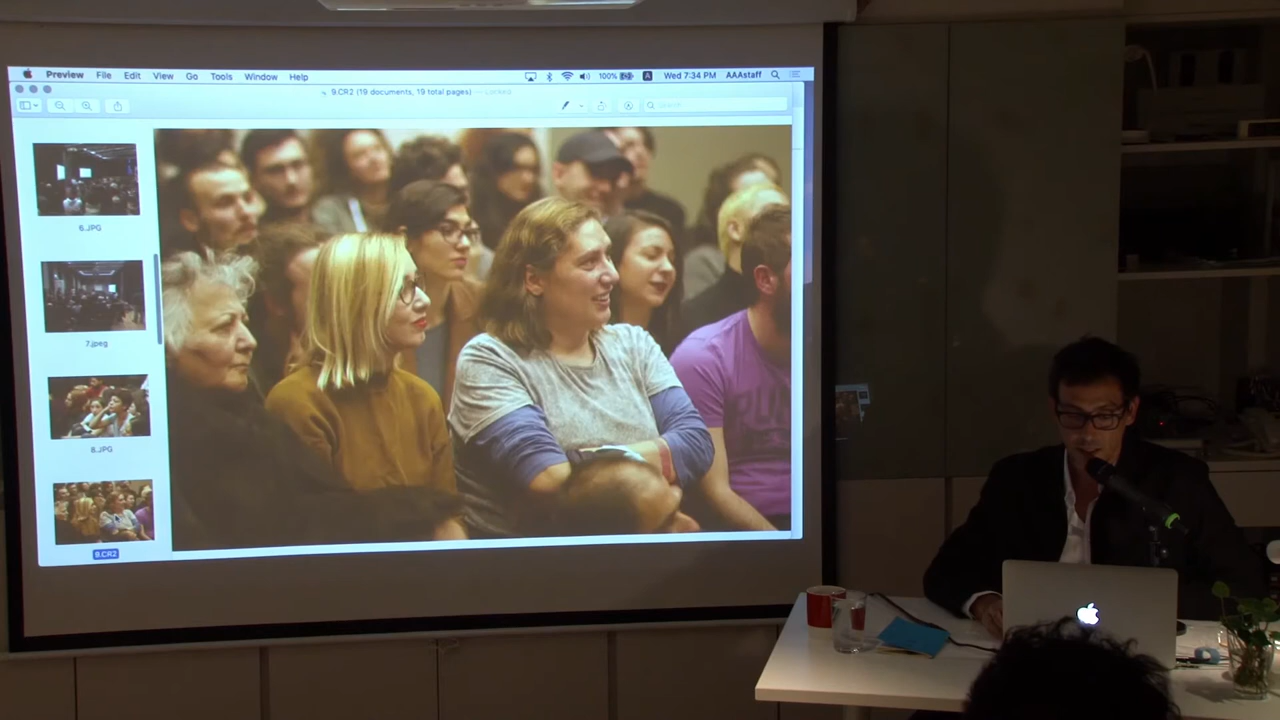 Preview File Edit View Go Tools Window Help 100% Wed 7:34 PM AAAstaff
9.CR2 (19 documents, 19 total pages)
6.JPG
7.jpeg
8.JPG
9.CR2